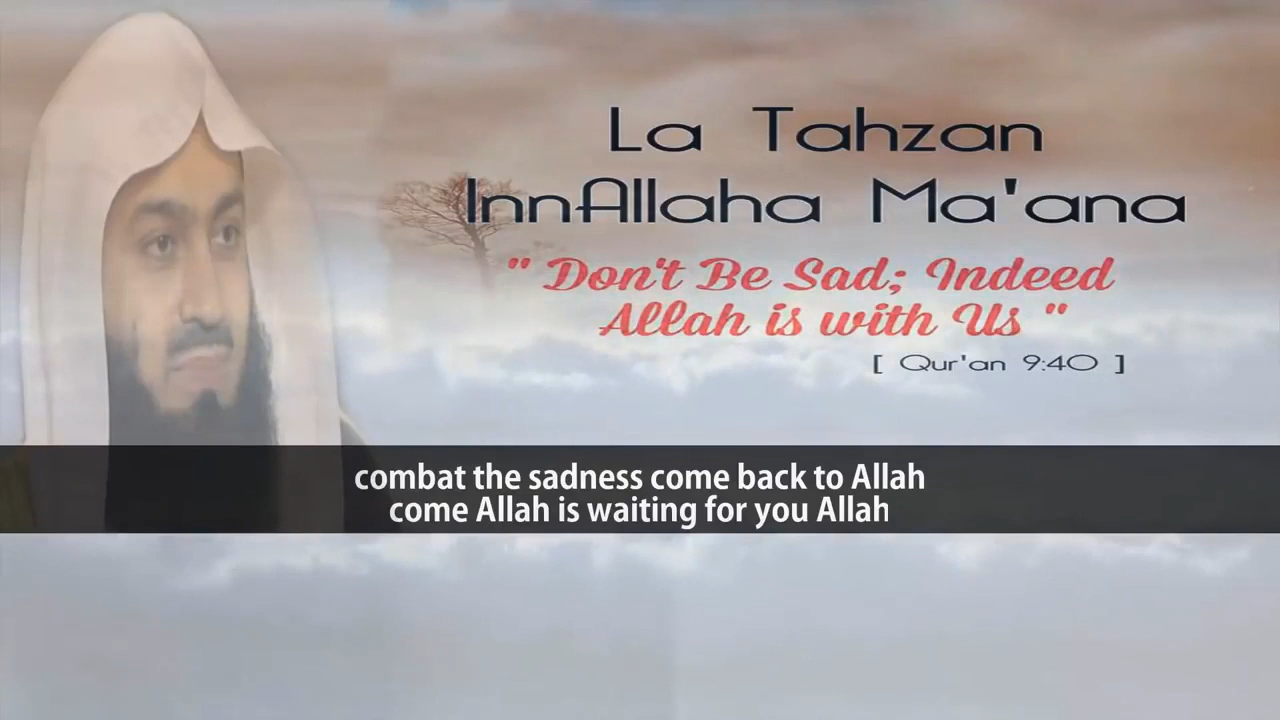 La Tahzan
InnAllaha Ma'ana
" Don't Be Sad; Indeed
Allah is with Us "
[ Qur'an 9:40 ]
combat the sadness come back to Allah
come Allah is waiting for you Allah